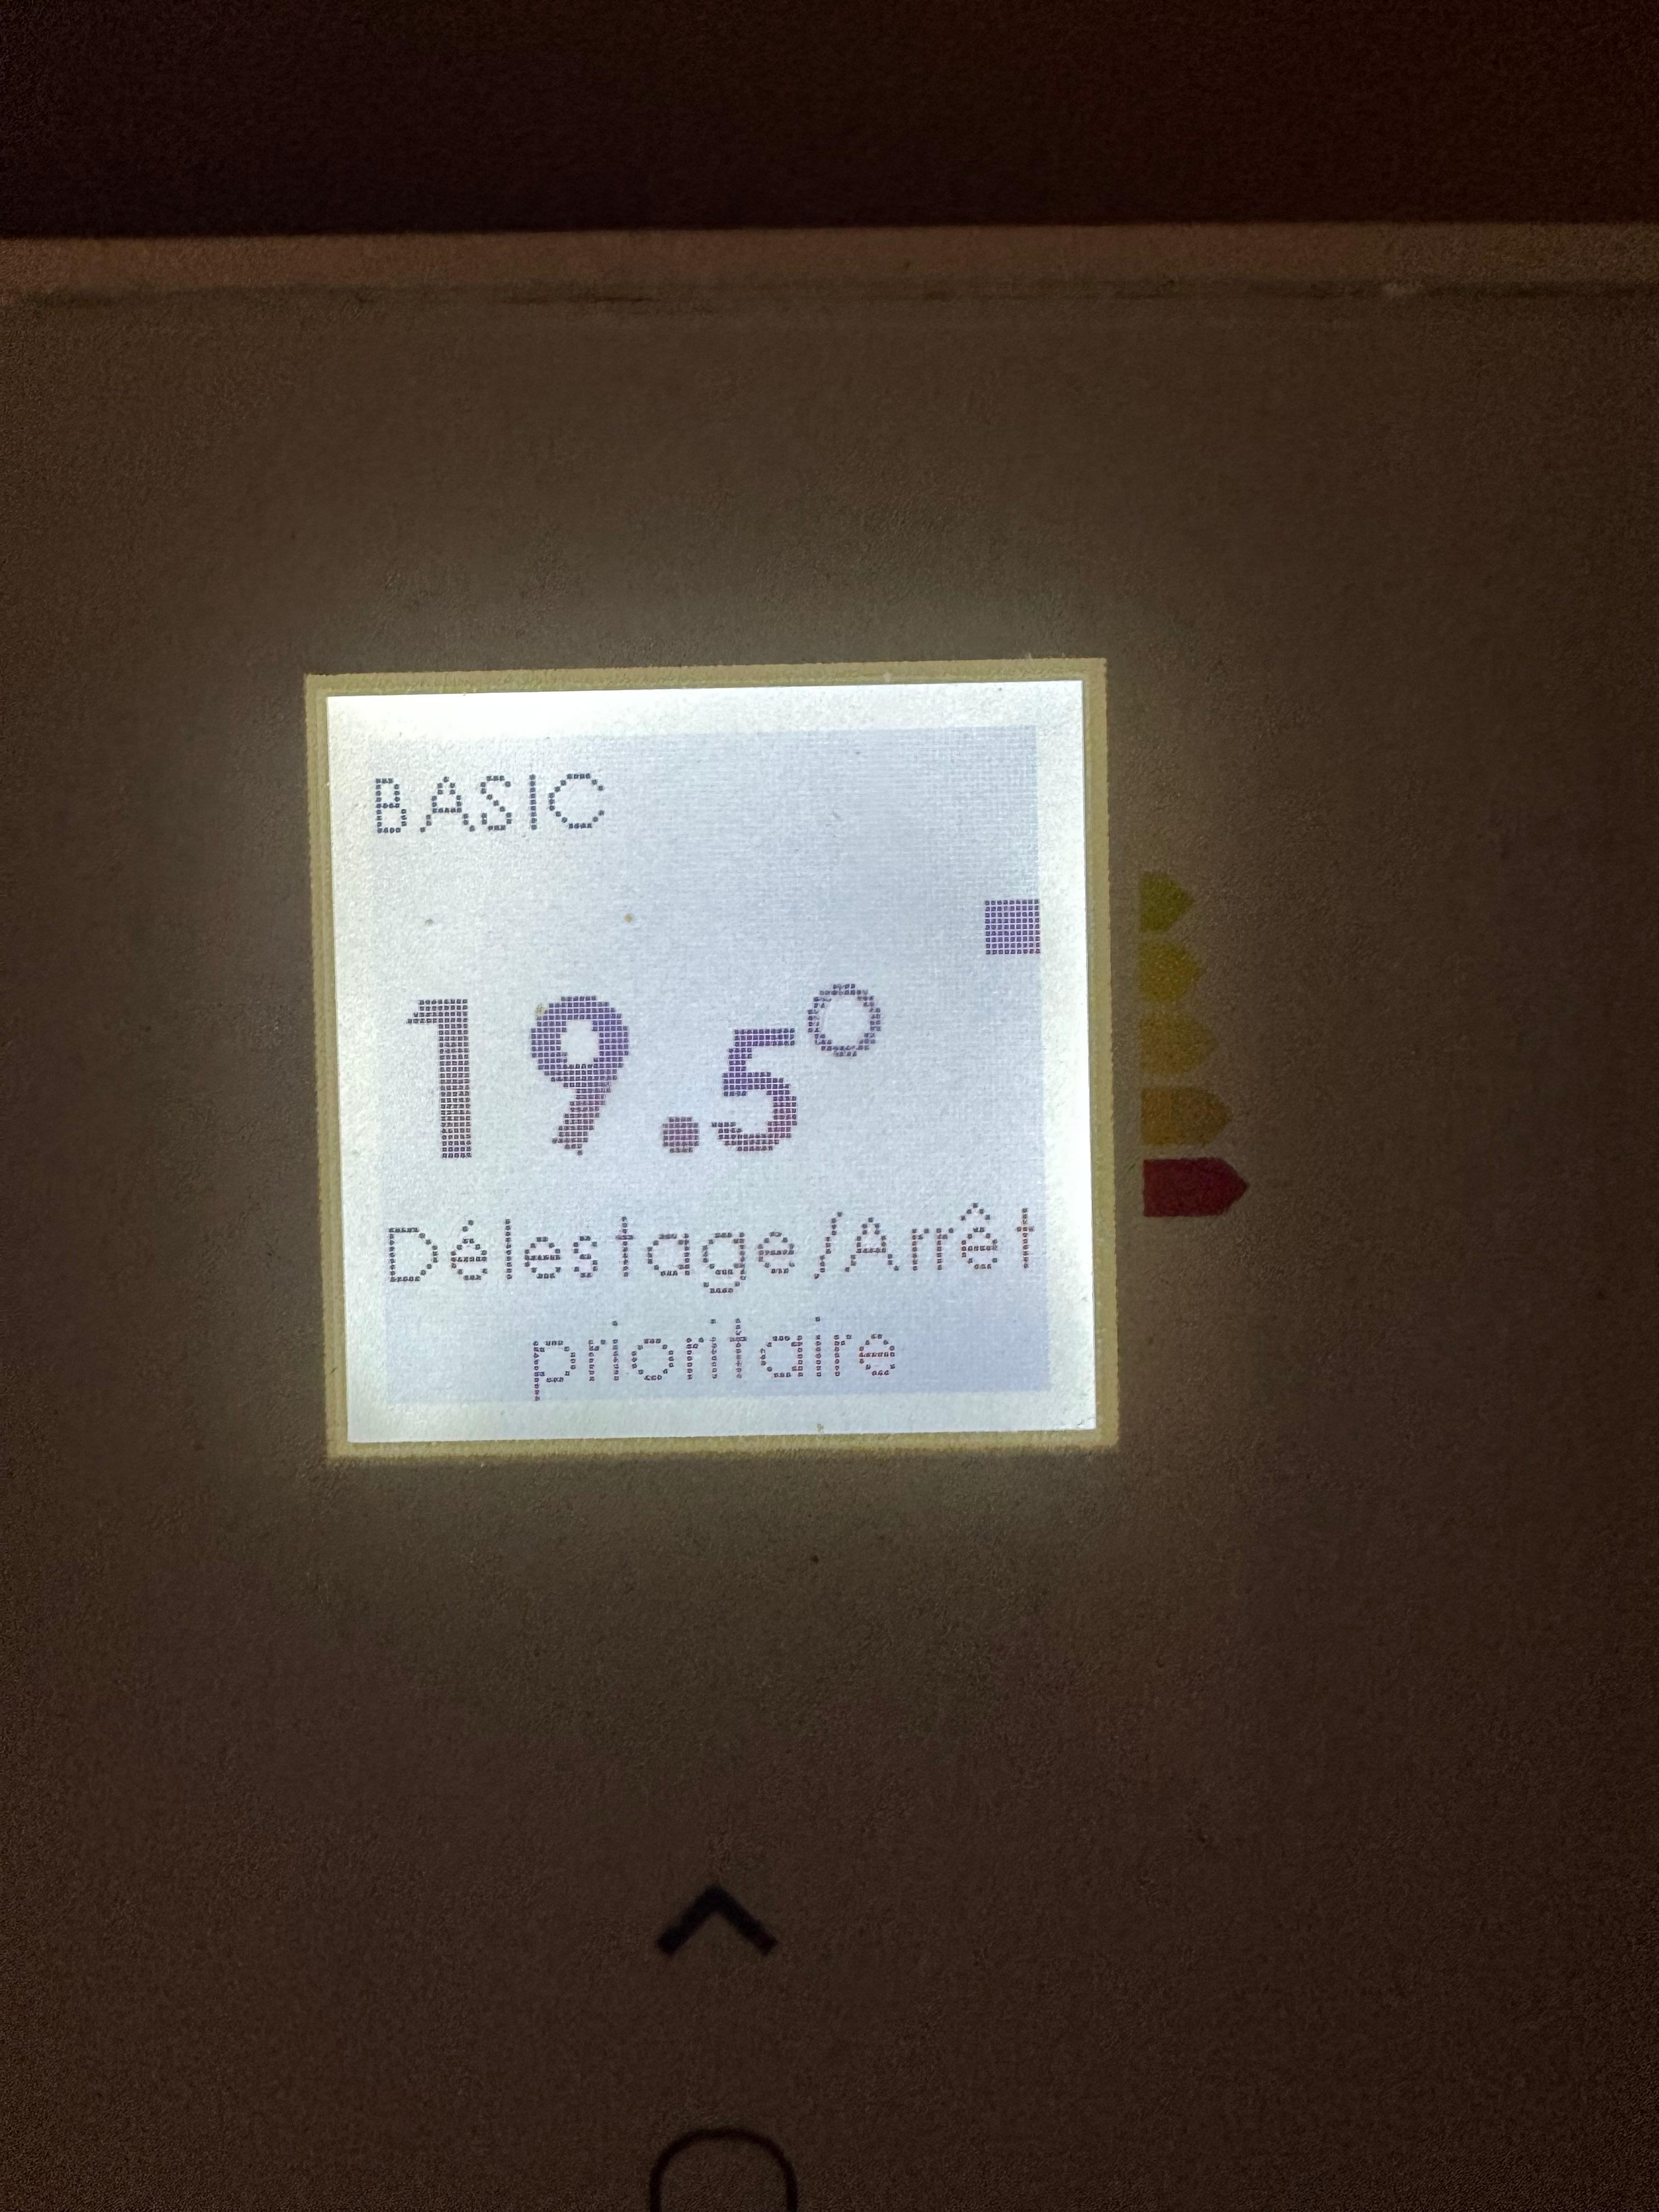 BASIC
19.5°
Délestage/Arrêt
prioritaire